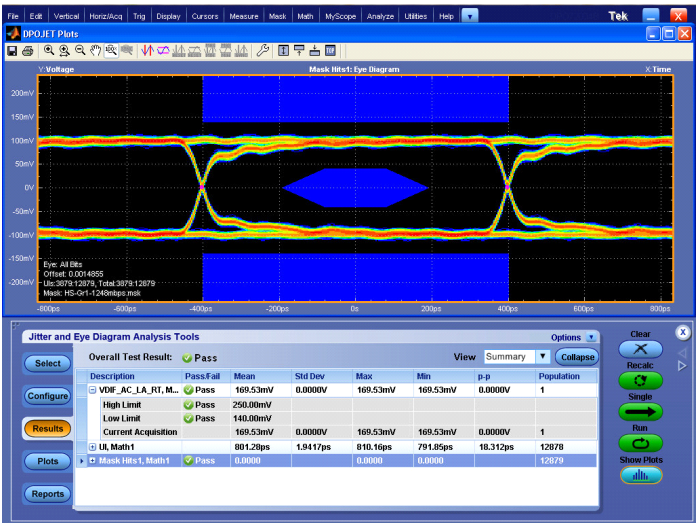 File Edit Vertical Horiz/Acq Trig Display Cursors Measure Mask Math MyScope Analyze Utilities Help Tek
DPOJET Plots
Y:Voltage Mask Hits1: Eye Diagram X:Time
200mV
150mV
100mV
50mV
0V
-50mV
-100mV
-150mV
-200mV
Eye: All Bits
Offset: 0.0014855
UIs:3879:12879, Total:3879:12879
Mask: HS-Gr1-1248mbps.msk
-800ps -600ps -400ps -200ps 0s 200ps 400ps 600ps 800ps
Jitter and Eye Diagram Analysis Tools Options Clear X
Select Overall Test Result: Pass View Summary Collapse
Recalc
Description Pass/Fail Mean Std Dev Max Min p-p Population
VDIF_AC_LA_RT, M... Pass 169.53mV 0.0000V 169.53mV 169.53mV 0.0000V 1
Configure
Single
High Limit Pass 250.00mV
Low Limit Pass 140.00mV
Results
Current Acquisition 169.53mV 0.0000V 169.53mV 169.53mV 0.0000V 1
Run
UI, Math1 801.28ps 1.9417ps 810.16ps 791.85ps 18.312ps 12878
Plots Mask Hits1, Math1 Pass 0.0000 0.0000 0.0000 12879
Show Plots
Reports